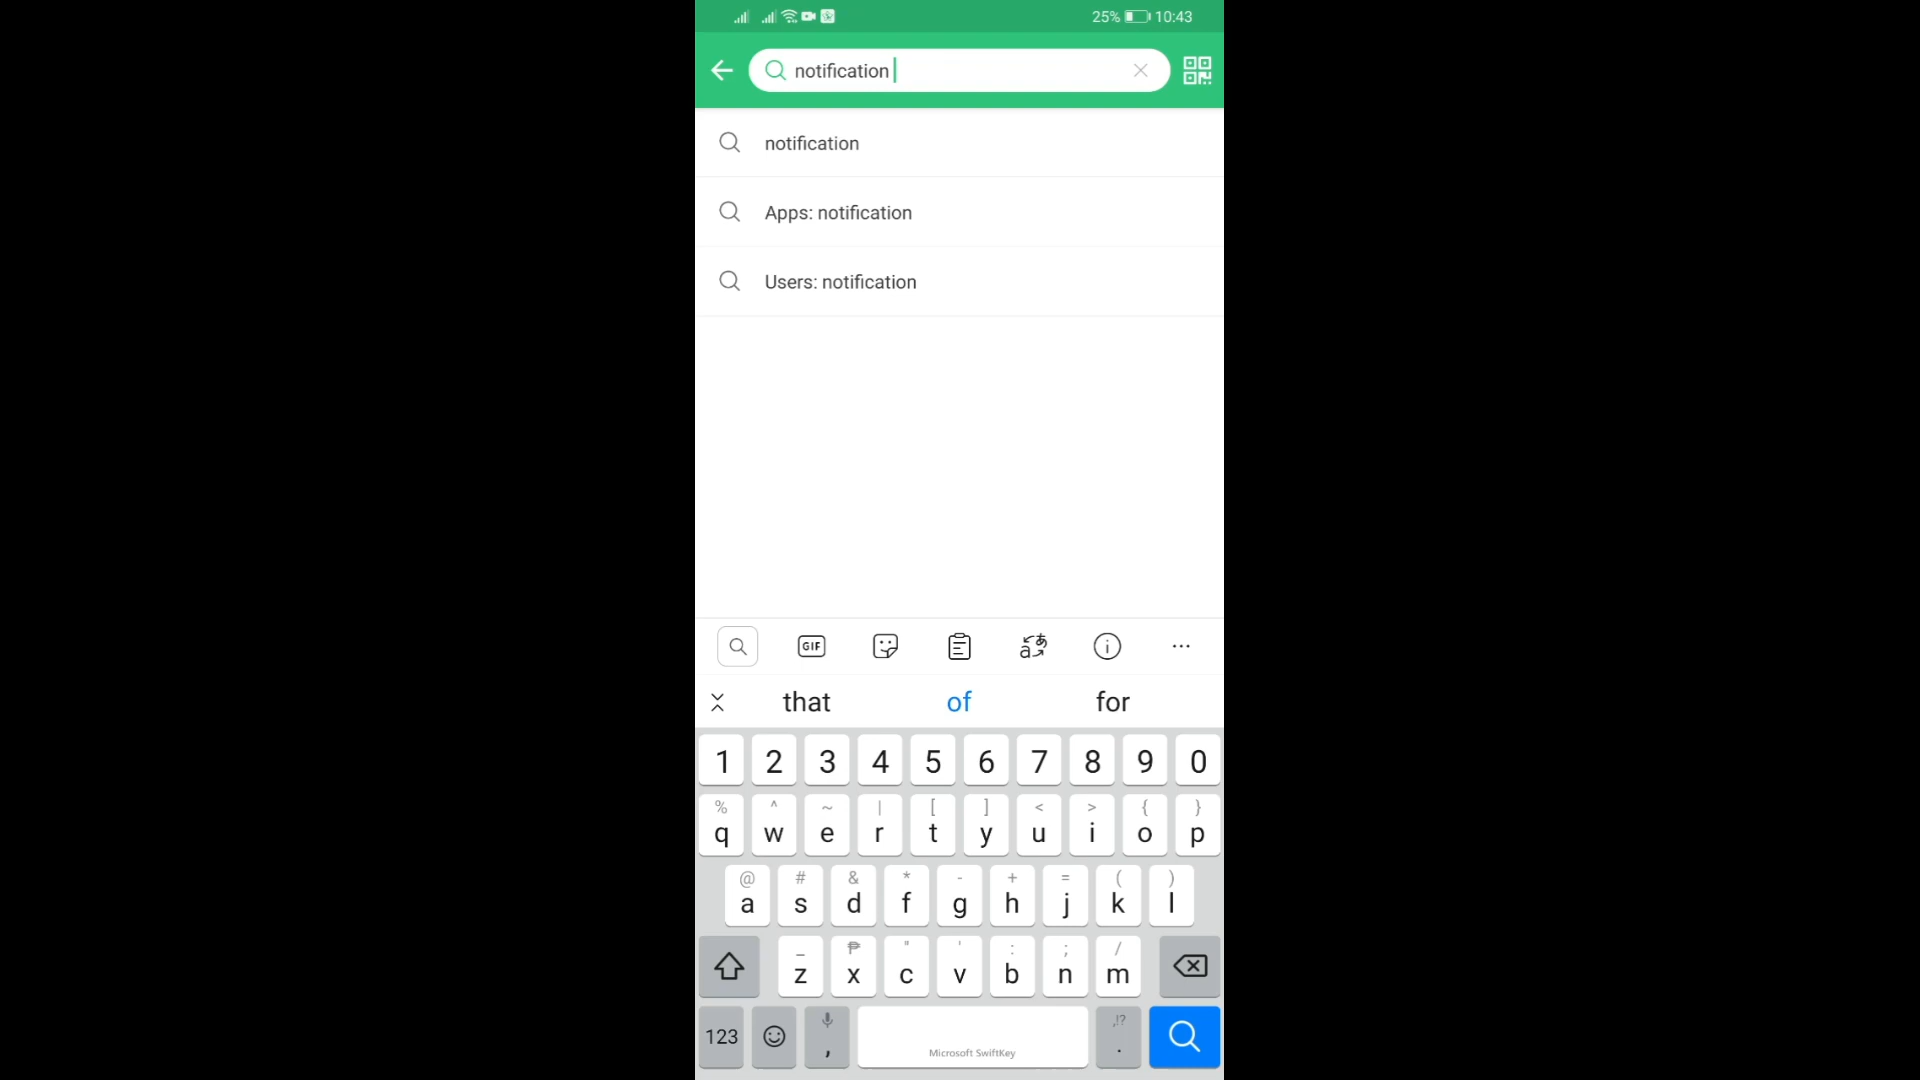 25% 10:43
notification
notification
Apps: notification
Users: notification
GIF
that of for
1 2 3 4 5 6 7 8 9 0
% ^ ~ | [ ] < > { }
q w e r t y u i o p
@ # & * - + = ( )
a s d f g h j k l
_ ₱ " ' : ; /
z x c v b n m
123 , ,!? .
Microsoft SwiftKey